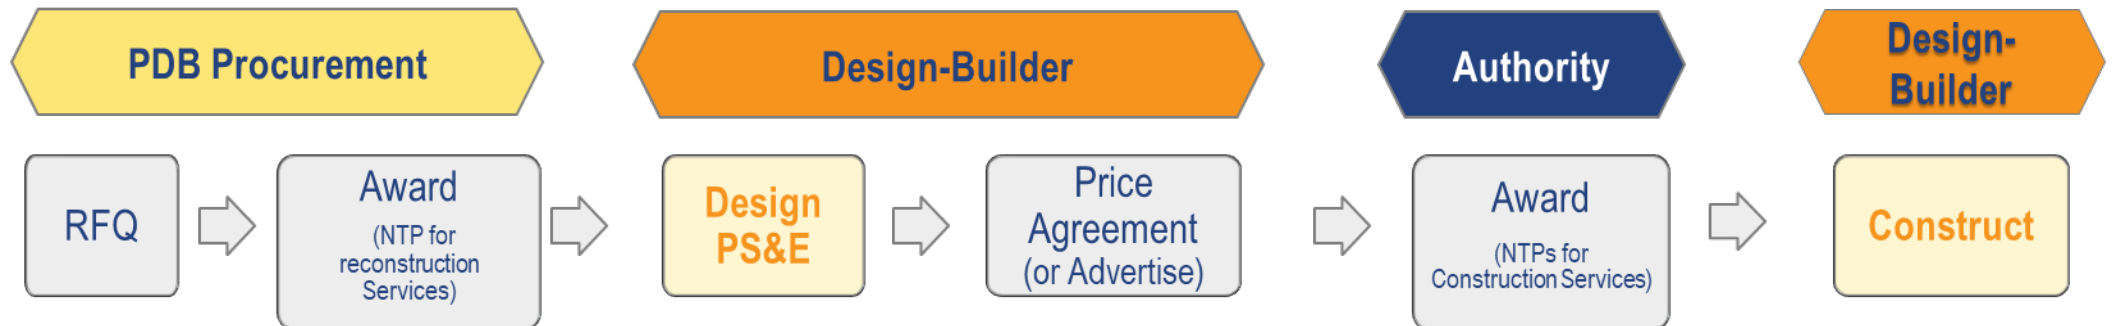 PDB Procurement
Design-Builder
Authority
Design-
Builder
RFQ
Award
(NTP for
reconstruction
Services)
Design
PS&E
Price
Agreement
(or Advertise)
Award
(NTPs for
Construction Services)
Construct